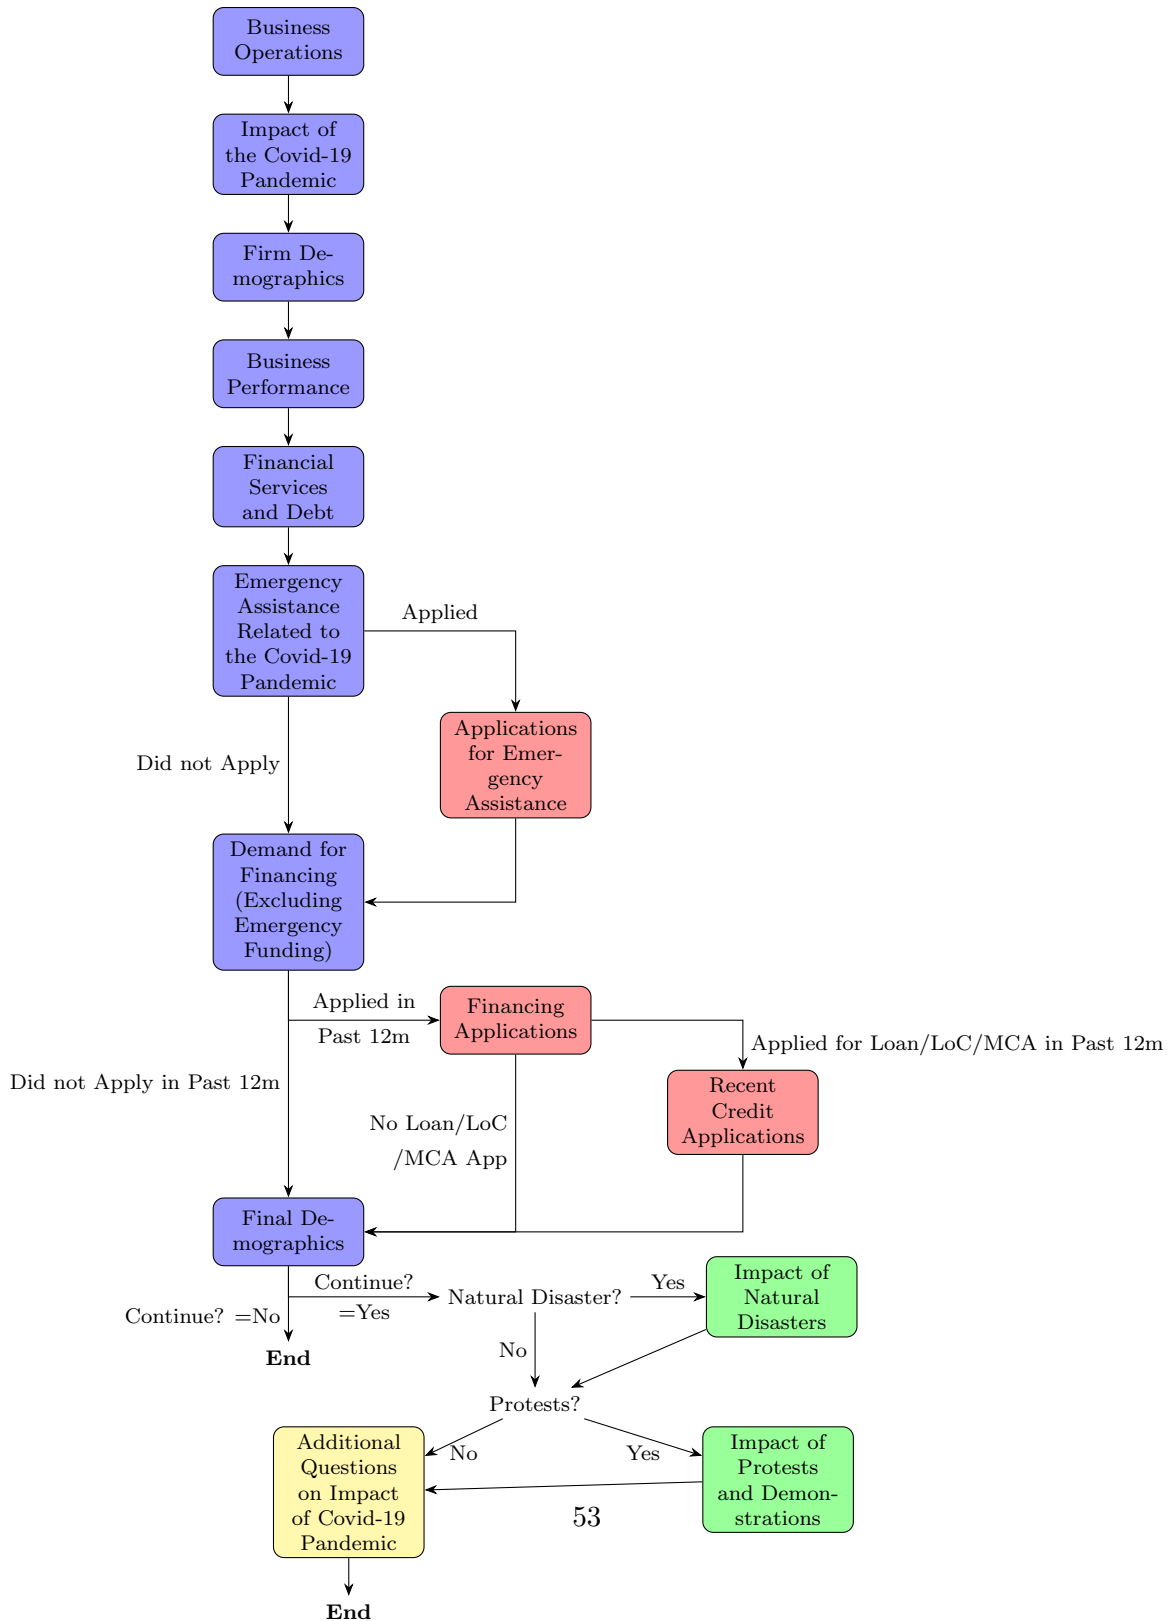 Business
Operations
Impact of
the Covid-19
Pandemic
Firm De-
mographics
Business
Performance
Financial
Services
and Debt
Emergency
Assistance
Related to
the Covid-19
Pandemic
Applied
Applications
for Emer-
gency
Assistance
Did not Apply
Demand for
Financing
(Excluding
Emergency
Funding)
Applied in
Past 12m
Financing
Applications
Applied for Loan/LoC/MCA in Past 12m
Did not Apply in Past 12m
Recent
Credit
Applications
No Loan/LoC
/MCA App
Final De-
mographics
Continue?
=Yes
Continue? =No
End
Natural Disaster?
Yes
Impact of
Natural
Disasters
No
Protests?
No
Yes
Additional
Questions
on Impact
of Covid-19
Pandemic
Impact of
Protests
and Demon-
strations
53
End